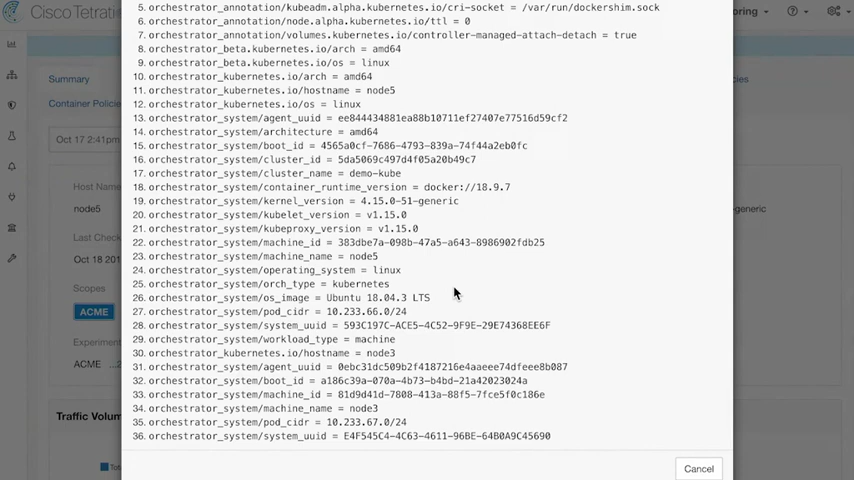 Cisco Tetrati
oring
5. orchestrator_annotation/kubeadm.alpha.kubernetes.io/cri-socket = /var/run/dockershim.sock
6. orchestrator_annotation/node.alpha.kubernetes.io/ttl = 0
7. orchestrator_annotation/volumes.kubernetes.io/controller-managed-attach-detach = true
8. orchestrator_beta.kubernetes.io/arch = amd64
9. orchestrator_beta.kubernetes.io/os = linux
10. orchestrator_kubernetes.io/arch = amd64
11. orchestrator_kubernetes.io/hostname = node5
12. orchestrator_kubernetes.io/os = linux
13. orchestrator_system/agent_uuid = ee844434881ea88b10711ef27407e77516d59cf2
14. orchestrator_system/architecture = amd64
15. orchestrator_system/boot_id = 4565a0cf-7686-4793-839a-74f44a2eb0fc
16. orchestrator_system/cluster_id = 5da5069c497d4f05a20b49c7
17. orchestrator_system/cluster_name = demo-kube
18. orchestrator_system/container_runtime_version = docker://18.9.7
19. orchestrator_system/kernel_version = 4.15.0-51-generic
20. orchestrator_system/kubelet_version = v1.15.0
21. orchestrator_system/kubeproxy_version = v1.15.0
22. orchestrator_system/machine_id = 383dbe7a-098b-47a5-a643-8986902fdb25
23. orchestrator_system/machine_name = node5
24. orchestrator_system/operating_system = linux
25. orchestrator_system/orch_type = kubernetes
26. orchestrator_system/os_image = Ubuntu 18.04.3 LTS
27. orchestrator_system/pod_cidr = 10.233.66.0/24
28. orchestrator_system/system_uuid = 593C197C-ACE5-4C52-9F9E-29E74368EE6F
29. orchestrator_system/workload_type = machine
30. orchestrator_kubernetes.io/hostname = node3
31. orchestrator_system/agent_uuid = 0ebc31dc509b2f4187216e4aaeee74dfeee8b087
32. orchestrator_system/boot_id = a186c39a-070a-4b73-b4bd-21a42023024a
33. orchestrator_system/machine_id = 81d9d41d-7808-413a-88f5-7fce5f0c186e
34. orchestrator_system/machine_name = node3
35. orchestrator_system/pod_cidr = 10.233.67.0/24
36. orchestrator_system/system_uuid = E4F545C4-4C63-4611-96BE-64B0A9C45690
Cancel
Summary
cies
Container Policie
Oct 17 2:41pm
Host Name
node5
-generic
Last Check
Oct 18 201
Scopes
ACME
Experimen
ACME ...2
Traffic Volum
Tot